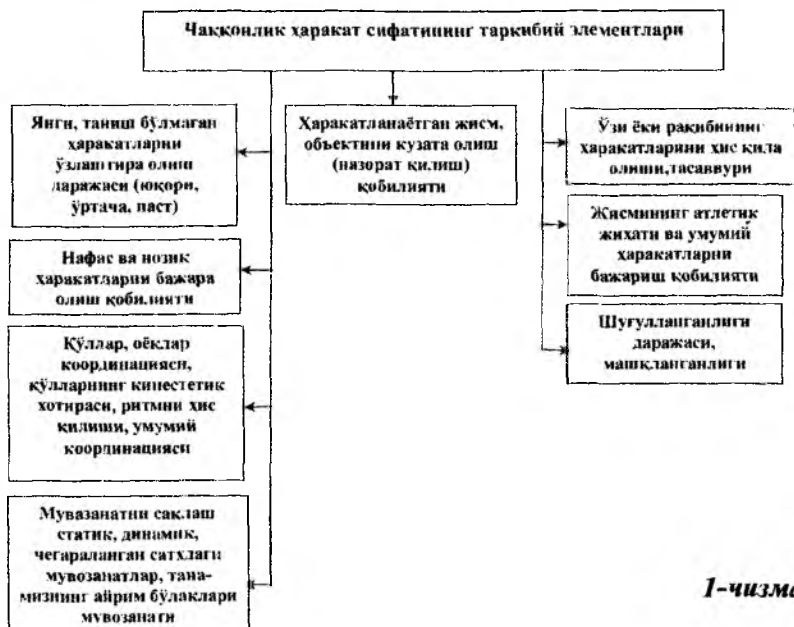 Чаққонлик ҳаракат сифатининг таркибий элементлари
Янги, таниш бўлмаган
ҳаракатларни
ўзлаштира олиш
даражаси (юқори,
ўртача, паст)
Нафас ва нозик
ҳаракатларни бажара
олиш қобилияти
Қўллар, оёқлар
координацияси,
қўлларнинг кинестетик
хотираси, ритмни ҳис
қилиши, умумий
координацияси
Мувазанатни сақлаш
статик, динамик,
чегараланган сатҳдаги
мувозанатлар, тана-
мизнинг айрим бўлаклари
мувозанати
Ҳаракатланаётган жисм,
объектини кузата олиш
(назорат қилиш)
қобилияти
Ўзи ёки рақибининг
ҳаракатларини ҳис қила
олиши,тасаввури
Жисмининг атлетик
жиҳати ва умумий
ҳаракатларни
бажариш қобилияти
Шуғулланганлиги
даражаси,
машқланганлиги
1-чизма